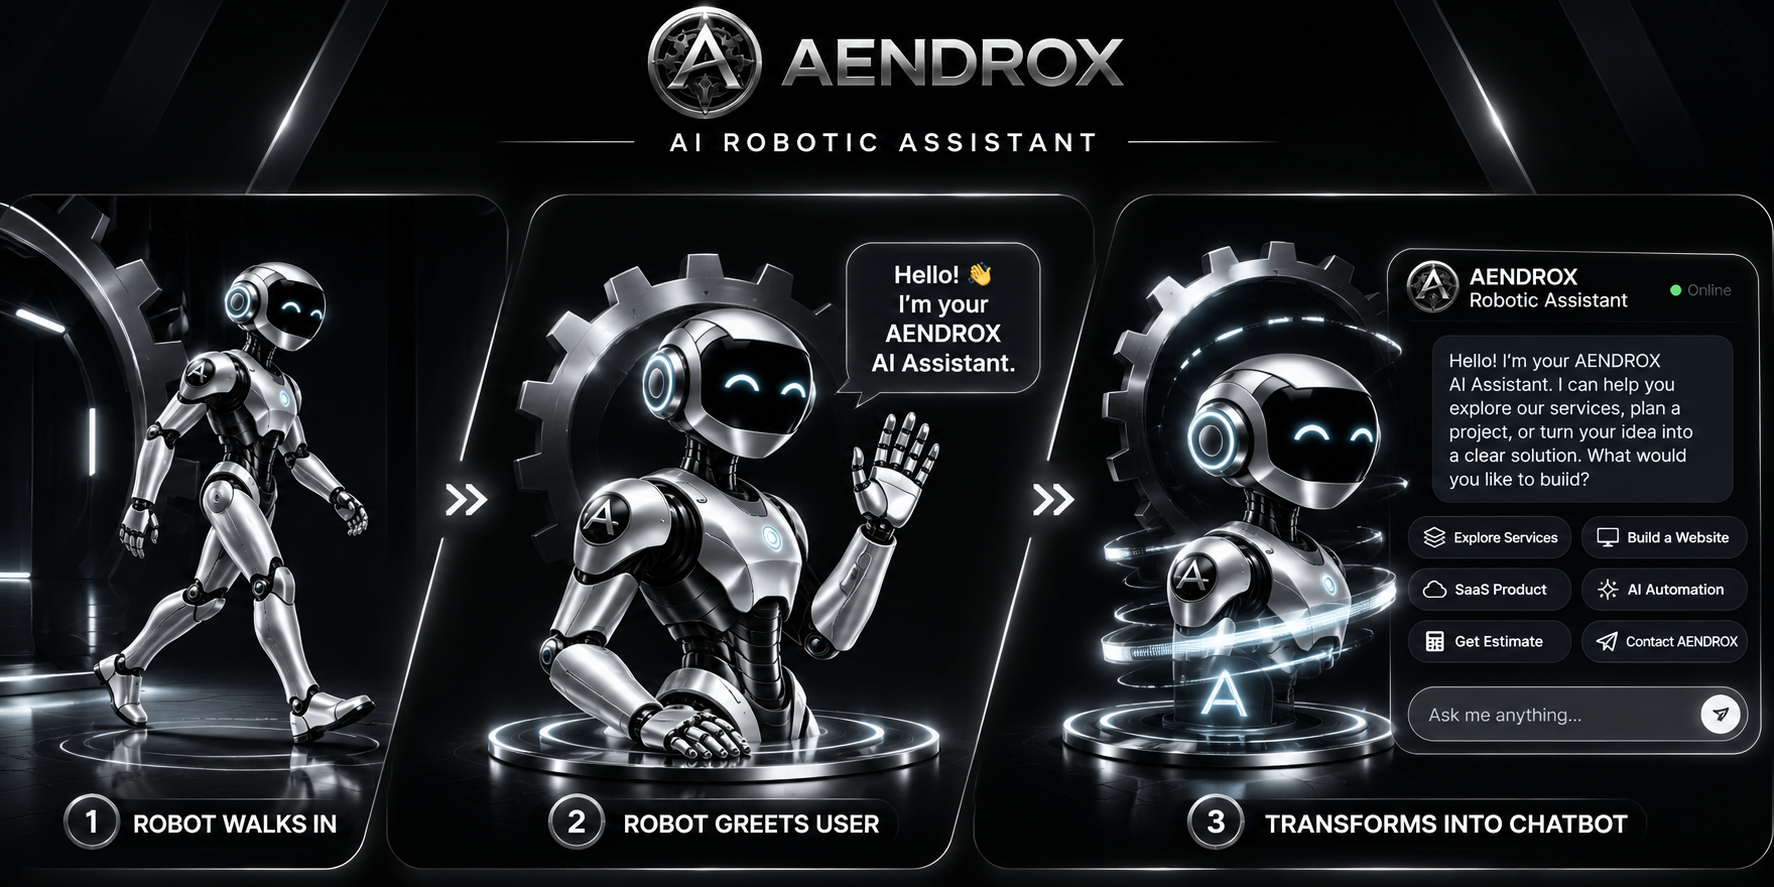 AENDROX
AI ROBOTIC ASSISTANT
A
Hello! 👋
I'm your
AENDROX
AI Assistant.
A
A
A
AENDROX
Robotic Assistant
Online
Hello! I'm your AENDROX
AI Assistant. I can help you
explore our services, plan a
project, or turn your idea into
a clear solution. What would
you like to build?
Explore Services
Build a Website
SaaS Product
AI Automation
Get Estimate
Contact AENDROX
Ask me anything...
1 ROBOT WALKS IN
2 ROBOT GREETS USER
3 TRANSFORMS INTO CHATBOT